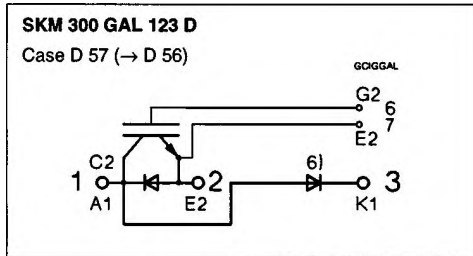 SKM 300 GAL 123 D
Case D 57 (→ D 56)
GCIGGAL
G2 6
7
E2
C2 6)
1 2 3
A1 E2 K1